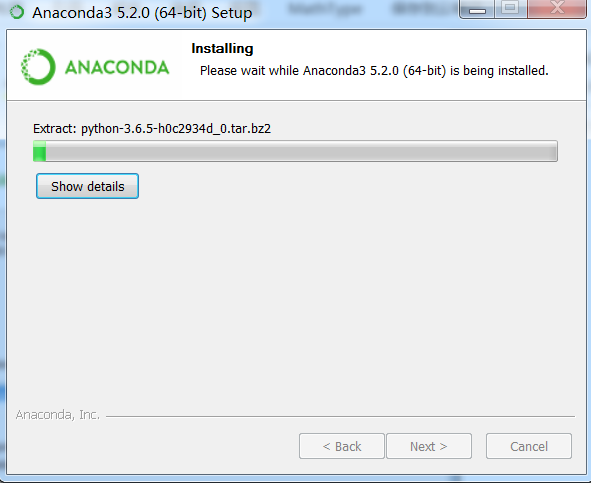 Anaconda3 5.2.0 (64-bit) Setup
MathType
ANACONDA
Installing
Please wait while Anaconda3 5.2.0 (64-bit) is being installed.
Extract: python-3.6.5-h0c2934d_0.tar.bz2
Show details
Anaconda, Inc.
< Back
Next >
Cancel